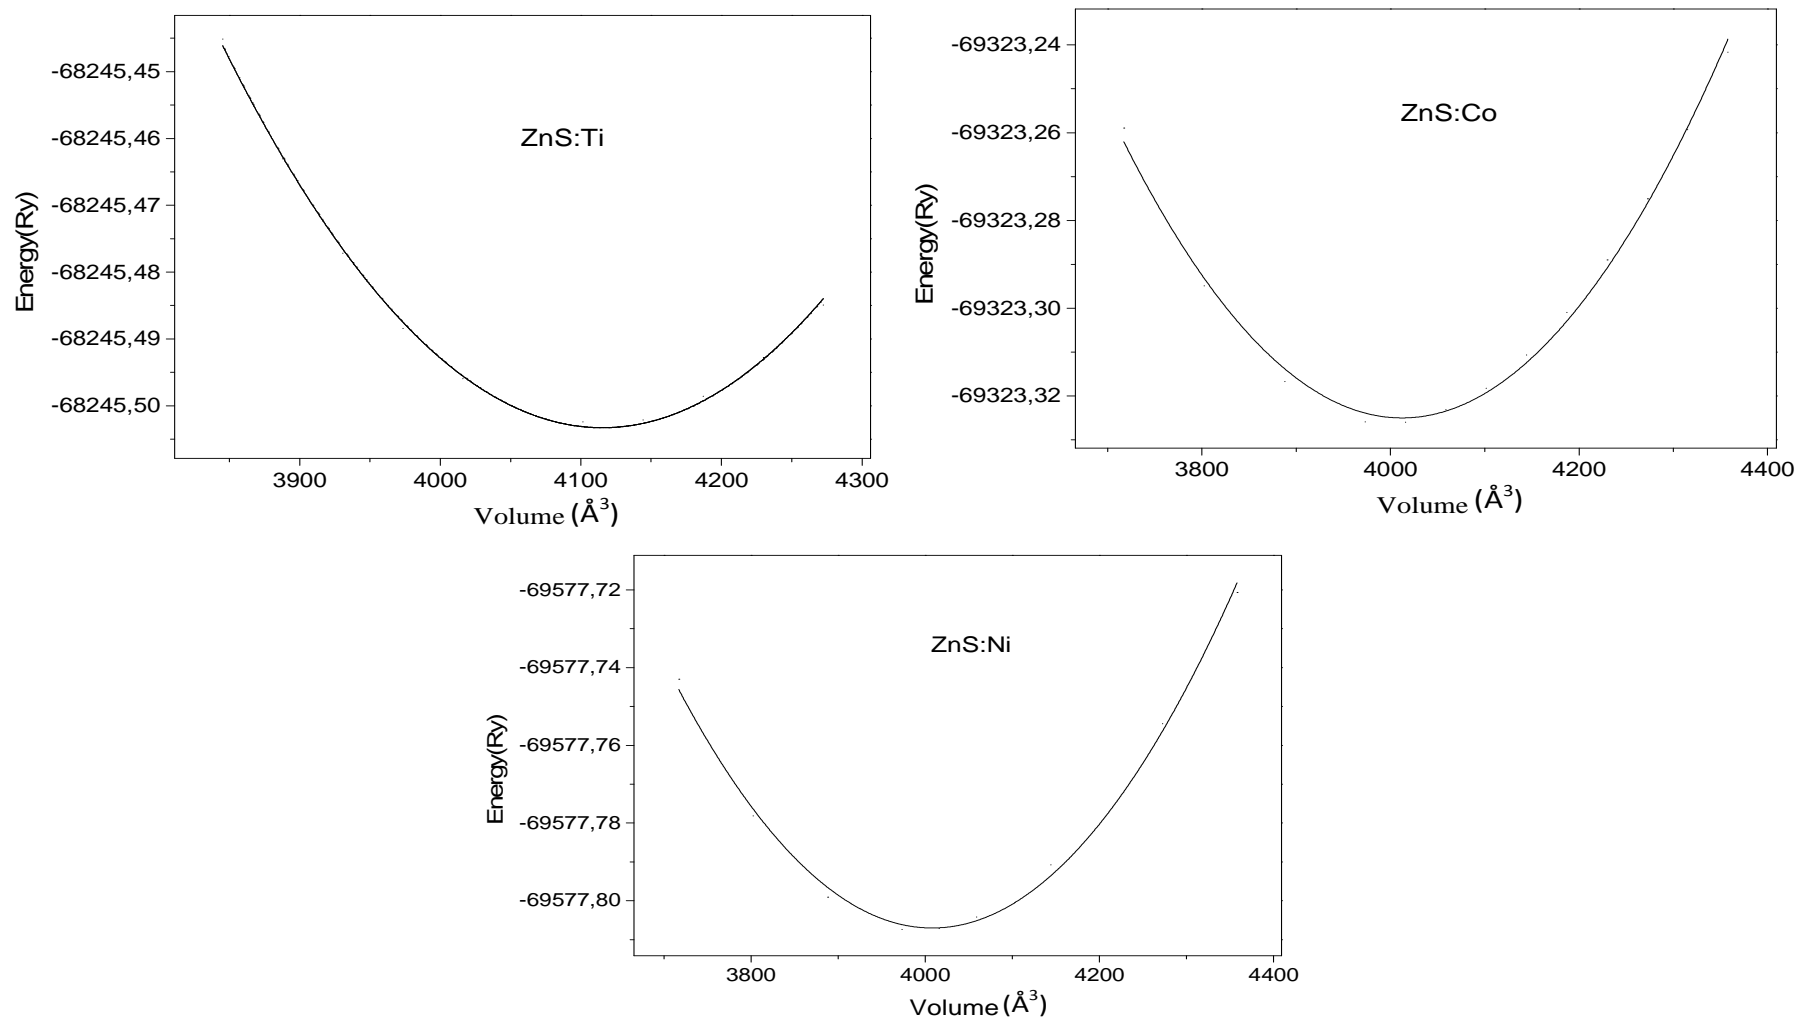 -68245,45
-68245,46
-68245,47
-68245,48
-68245,49
-68245,50
Energy(Ry)
ZnS:Ti
3900 4000 4100 4200 4300
Volume (Å³)
-69323,24
-69323,26
-69323,28
-69323,30
-69323,32
Energy(Ry)
ZnS:Co
3800 4000 4200 4400
Volume (Å³)
-69577,72
-69577,74
-69577,76
-69577,78
-69577,80
Energy(Ry)
ZnS:Ni
3800 4000 4200 4400
Volume (Å³)